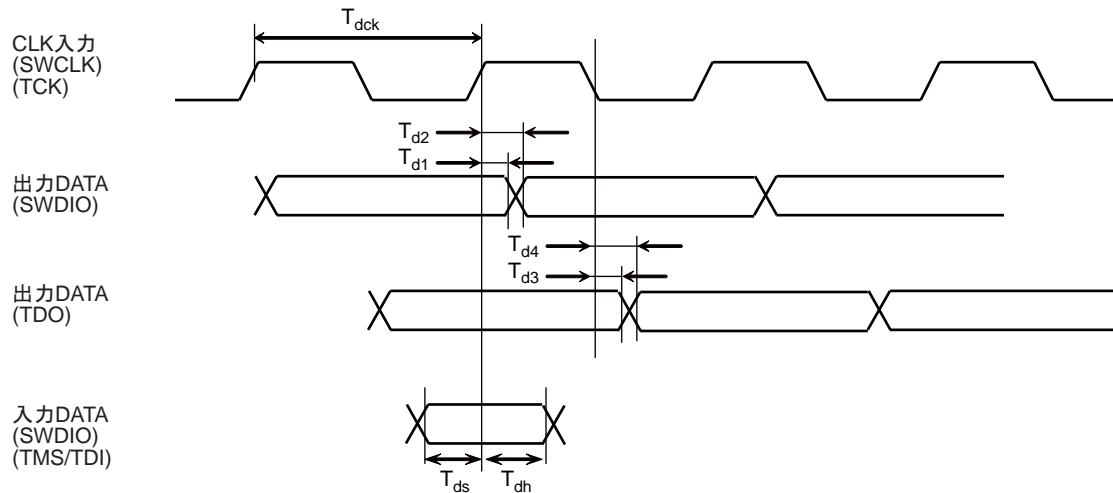 Tdck
CLK入力
(SWCLK)
(TCK)
Td2
Td1
出力DATA
(SWDIO)
Td4
Td3
出力DATA
(TDO)
入力DATA
(SWDIO)
(TMS/TDI)
Tds
Tdh